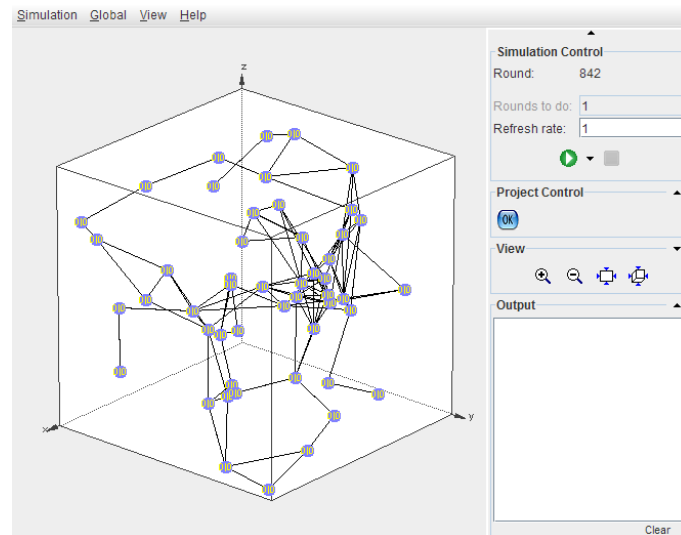 Simulation Global View Help
z
x
y
Simulation Control
Round: 842
Rounds to do: 1
Refresh rate: 1
Project Control
OK
View
Output
Clear